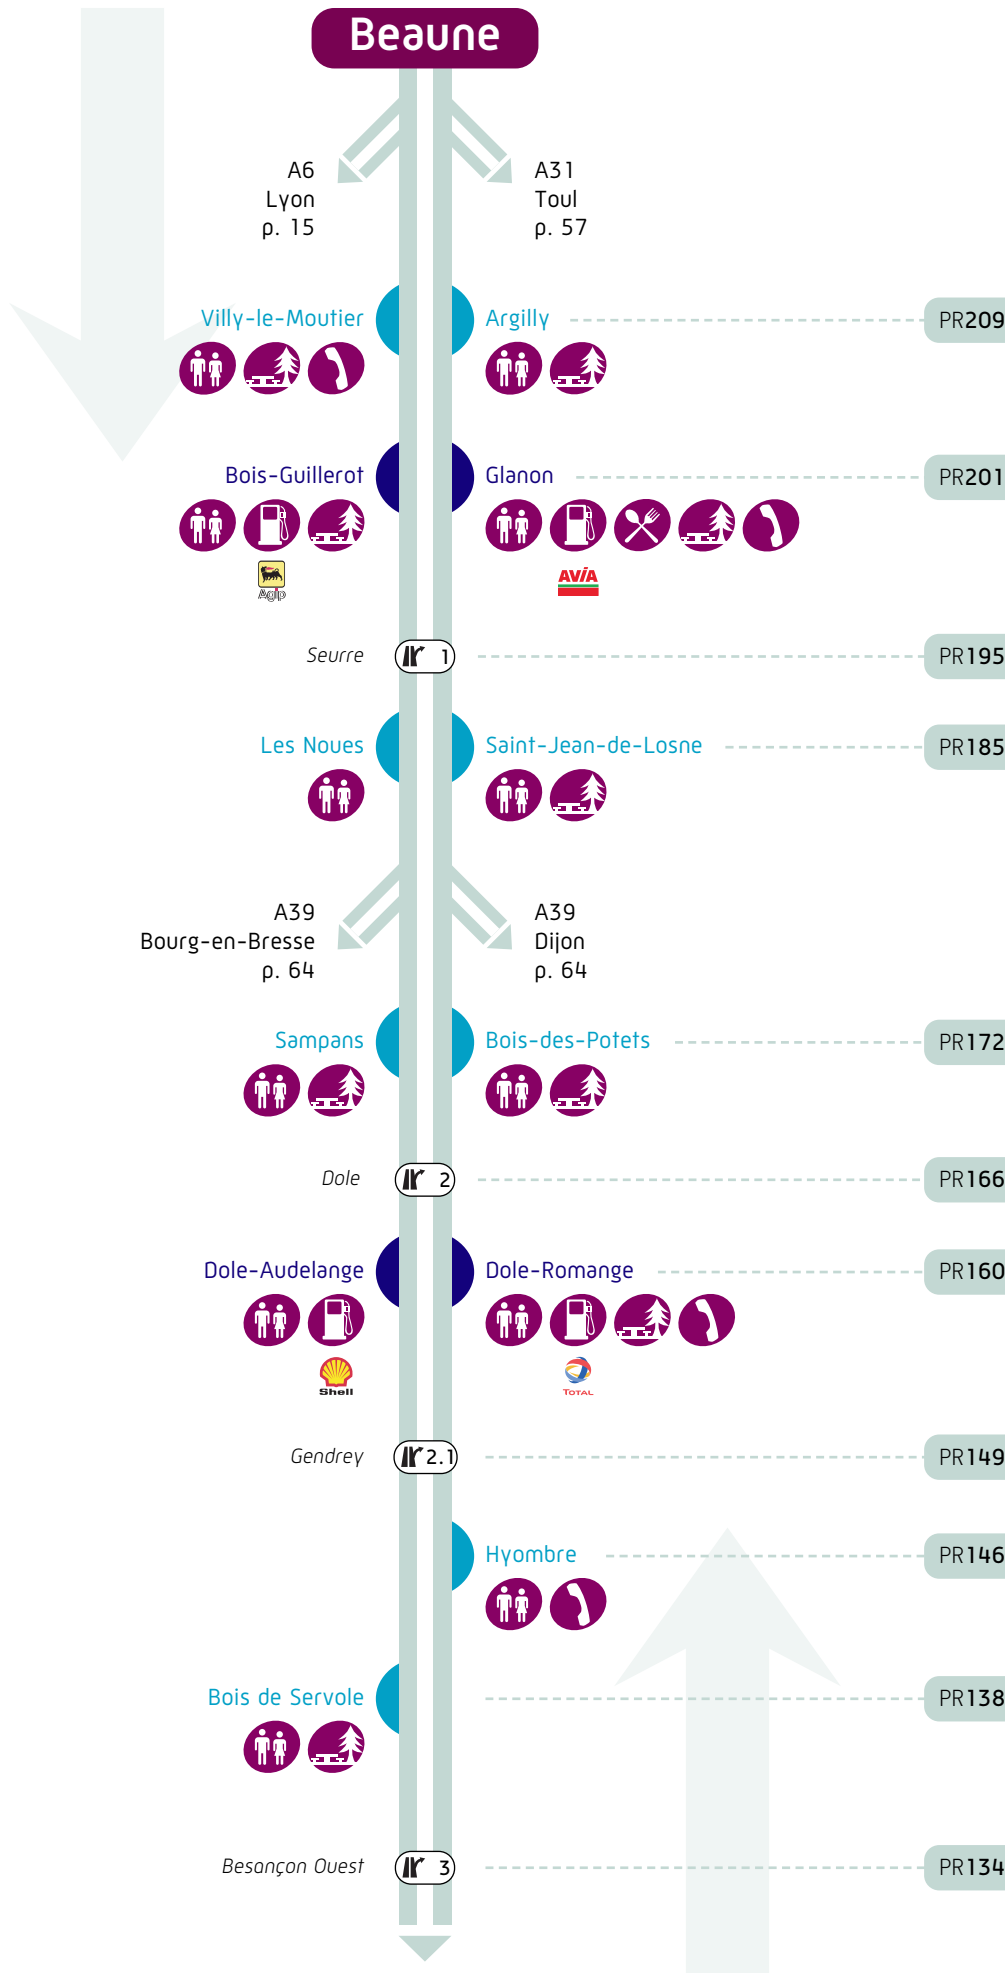 Beaune
A6
Lyon
p. 15
A31
Toul
p. 57
Villy-le-Moutier
Argilly
PR209
Bois-Guillerot
Glanon
PR201
Agip
AVIA
Seurre
1
PR195
Les Noues
Saint-Jean-de-Losne
PR185
A39
Bourg-en-Bresse
p. 64
A39
Dijon
p. 64
Sampans
Bois-des-Potets
PR172
Dole
2
PR166
Dole-Audelange
Dole-Romange
PR160
Shell
TOTAL
Gendrey
2.1
PR149
Hyombre
PR146
Bois de Servole
PR138
Besançon Ouest
3
PR134